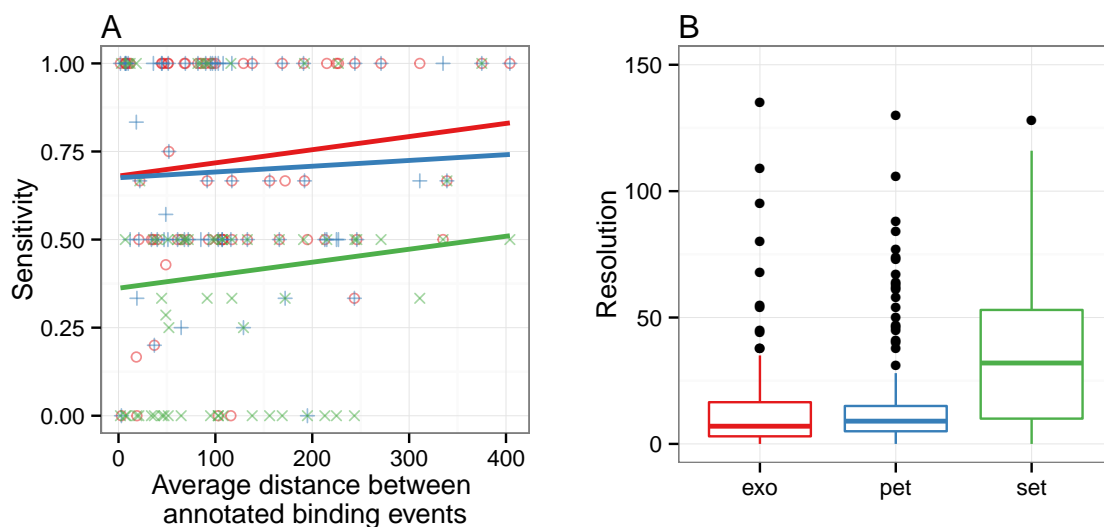 A
Sensitivity
1.00
0.75
0.50
0.25
0.00
0
100
200
300
400
Average distance between
annotated binding events
B
Resolution
150
100
50
0
exo
pet
set